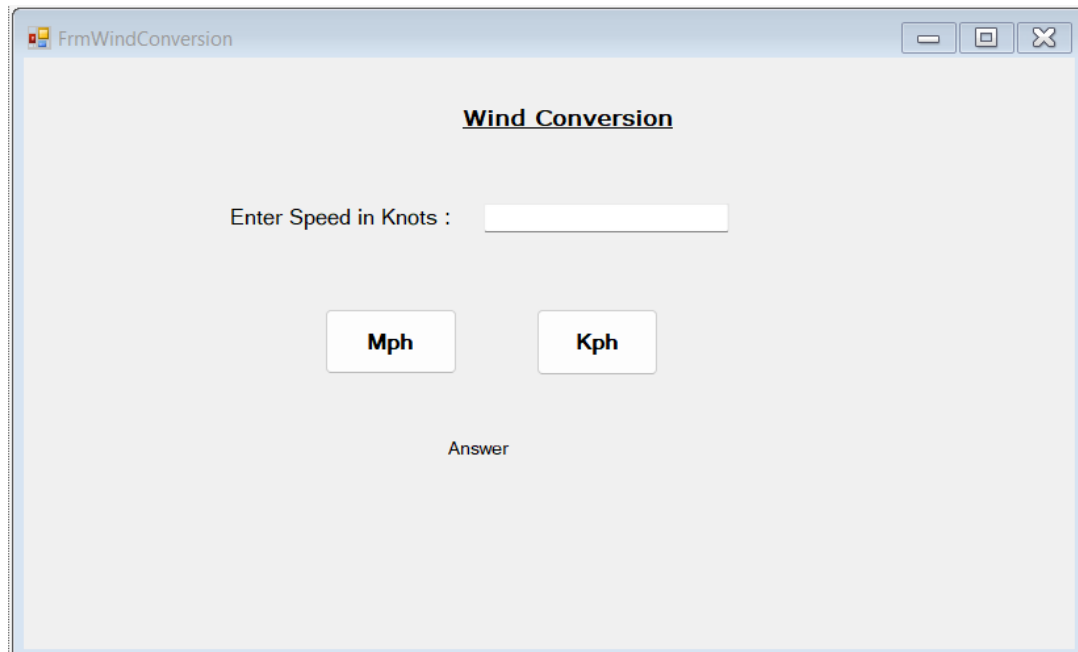 FrmWindConversion
Wind Conversion
Enter Speed in Knots :
Mph Kph
Answer